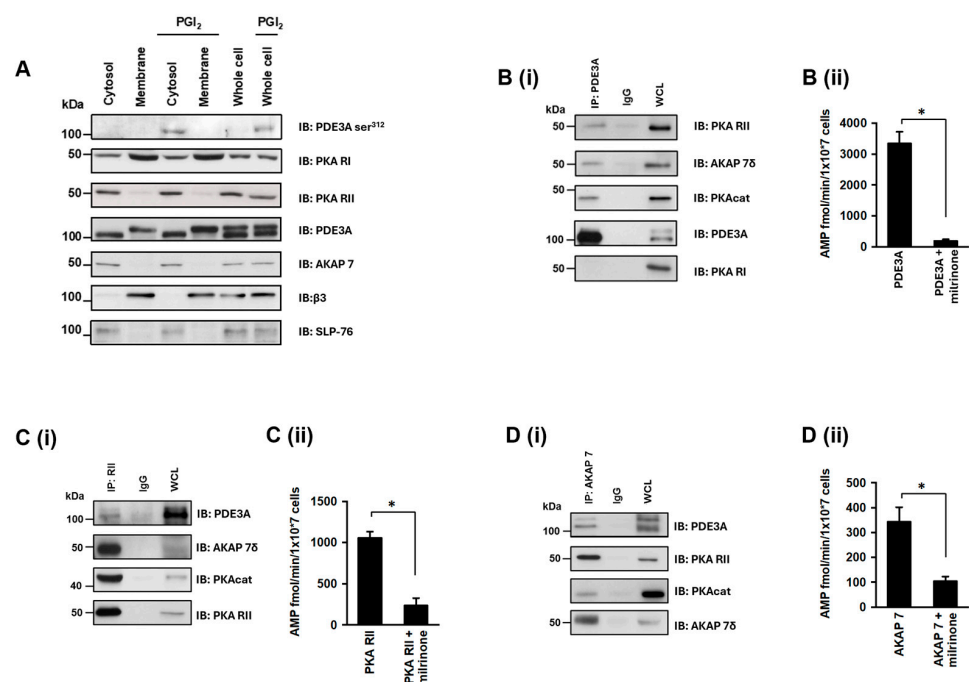 A
PGI2
PGI2
Cytosol
Membrane
Cytosol
Membrane
Whole cell
Whole cell
kDa
100
IB: PDE3A ser312
50
IB: PKA RI
50
IB: PKA RII
100
IB: PDE3A
50
IB: AKAP 7
100
IB:β3
100
IB: SLP-76
B (i)
IP: PDE3A
IgG
WCL
kDa
50
IB: PKA RII
50
IB: AKAP 7δ
50
IB: PKAcat
100
IB: PDE3A
50
IB: PKA RI
B (ii)
AMP fmol/min/1x10*7 cells
4000
3000
2000
1000
0
*
PDE3A
PDE3A +
milrinone
C (i)
IP: RII
IgG
WCL
kDa
100
IB: PDE3A
50
IB: AKAP 7δ
40
IB: PKAcat
50
IB: PKA RII
C (ii)
AMP fmol/min/1x10*7 cells
1500
1000
500
0
*
PKA RII
PKA RII +
milrinone
D (i)
IP: AKAP 7
IgG
WCL
kDa
100
IB: PDE3A
50
IB: PKA RII
IB: PKAcat
50
IB: AKAP 7δ
D (ii)
AMP fmol/min/1x10*7 cells
500
400
300
200
100
0
*
AKAP 7
AKAP 7 +
milrinone